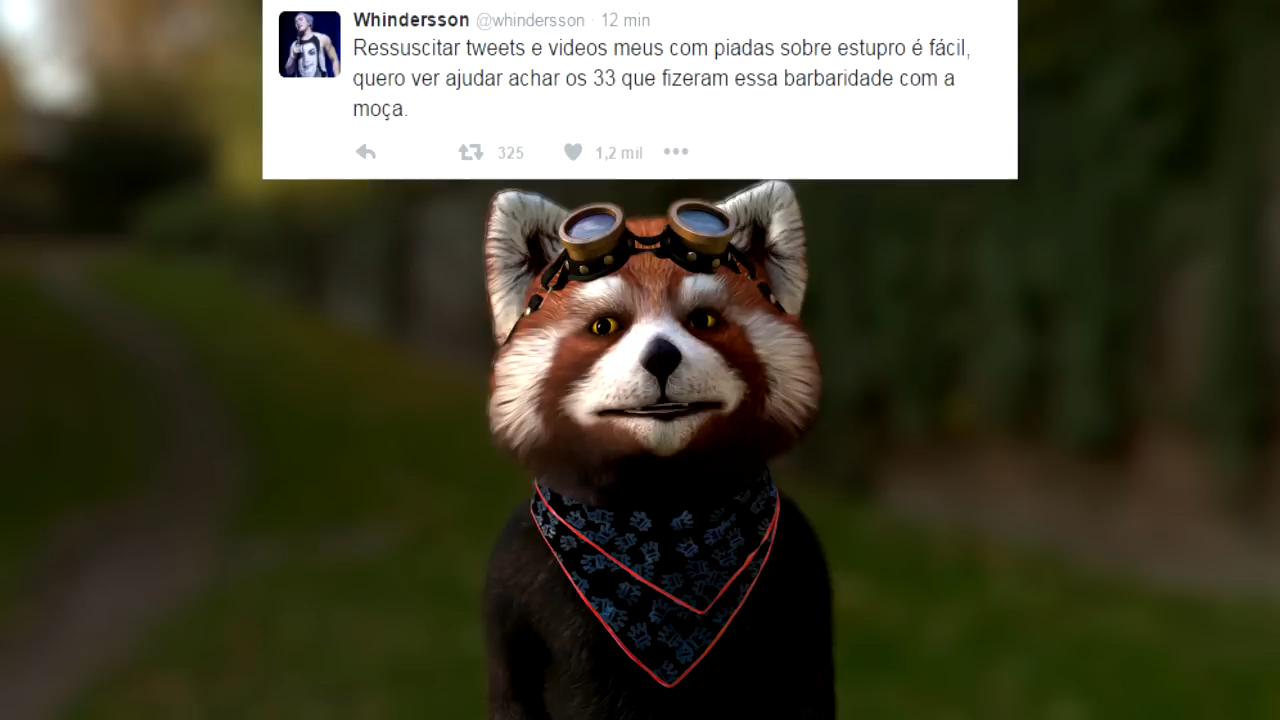 Whindersson @whindersson · 12 min
Ressuscitar tweets e videos meus com piadas sobre estupro é fácil,
quero ver ajudar achar os 33 que fizeram essa barbaridade com a
moça.
325 1,2 mil